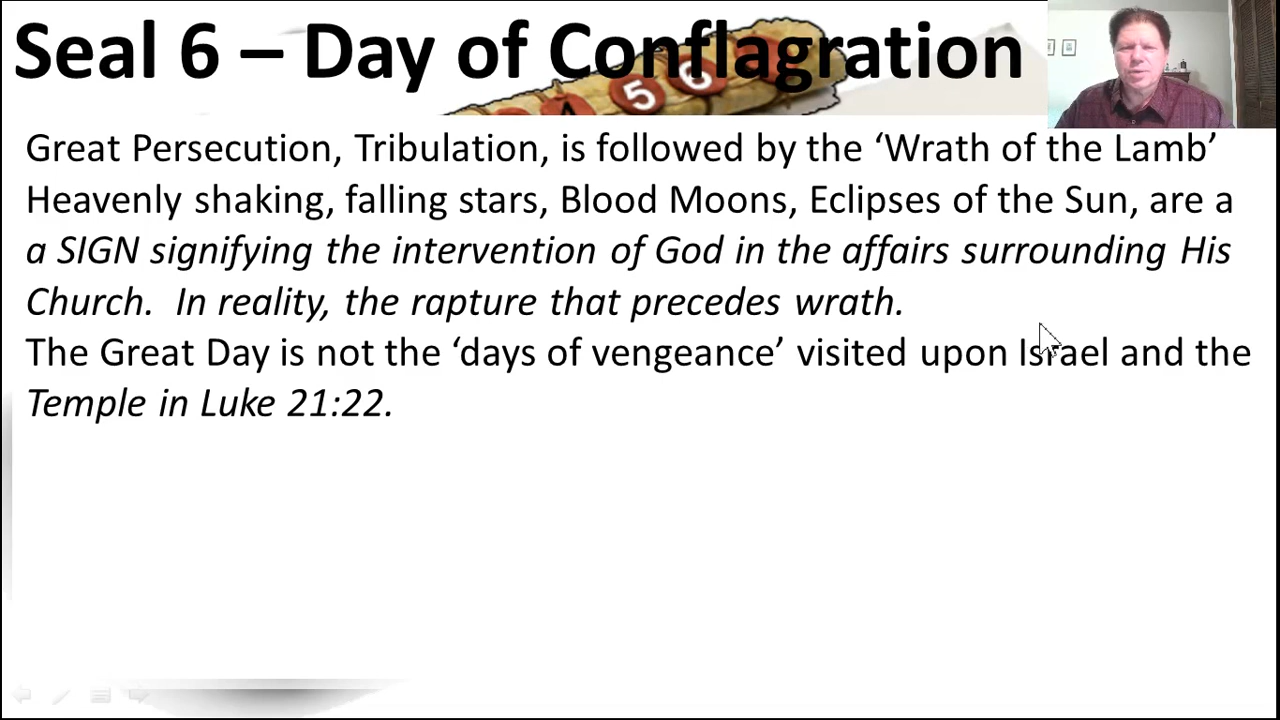 Seal 6 – Day of Conflagration
4 5 6
Great Persecution, Tribulation, is followed by the ‘Wrath of the Lamb’
Heavenly shaking, falling stars, Blood Moons, Eclipses of the Sun, are a
a SIGN signifying the intervention of God in the affairs surrounding His
Church.  In reality, the rapture that precedes wrath.
The Great Day is not the ‘days of vengeance’ visited upon Israel and the
Temple in Luke 21:22.